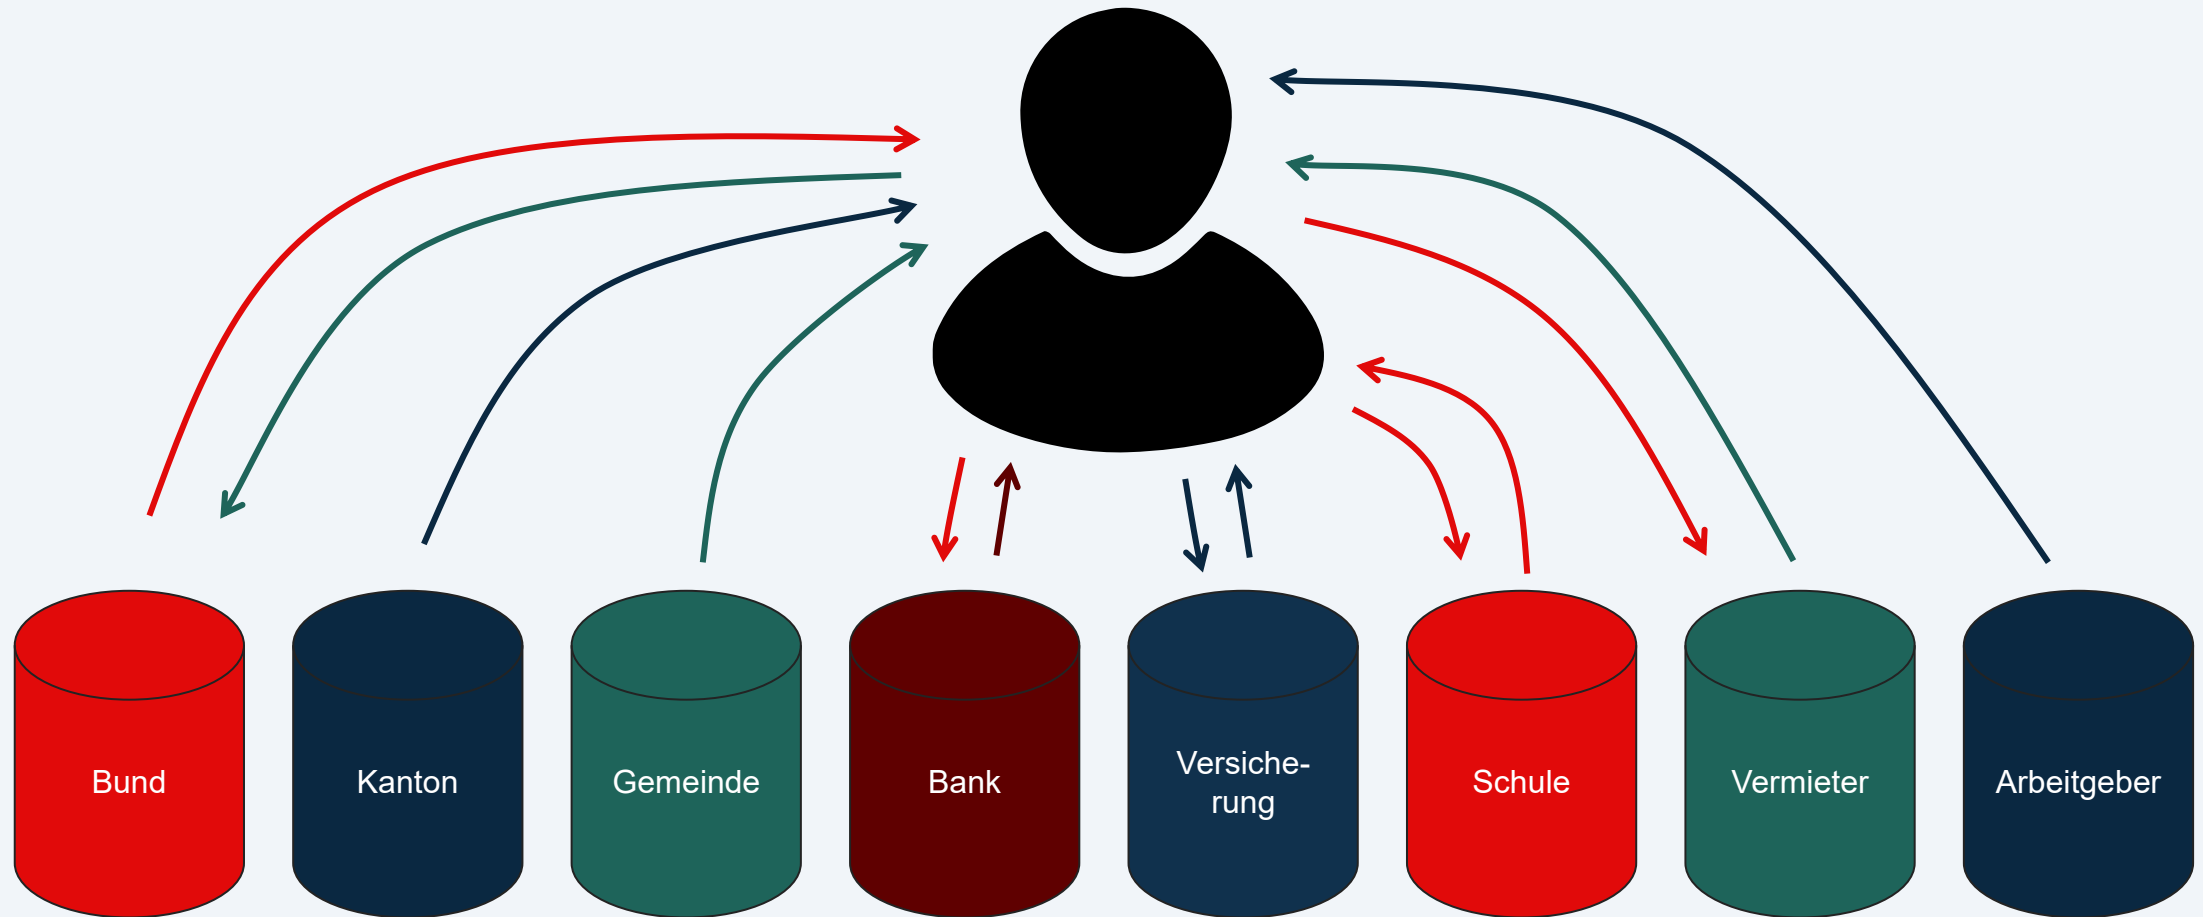 Bund
Kanton
Gemeinde
Bank
Versiche-
rung
Schule
Vermieter
Arbeitgeber